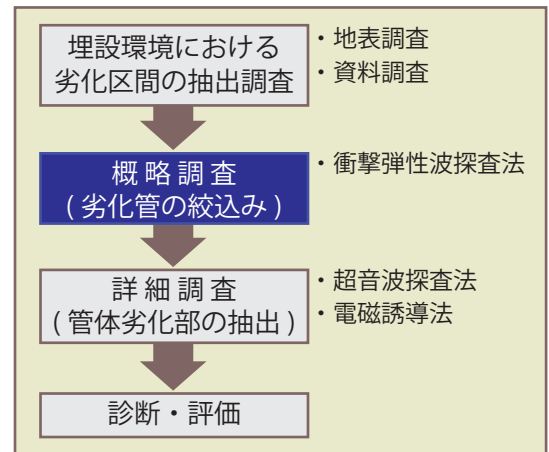 埋設環境における
劣化区間の抽出調査
・地表調査
・資料調査
概 略 調 査
( 劣化管の絞込み )
・衝撃弾性波探査法
詳 細 調 査
( 管体劣化部の抽出 )
・超音波探査法
・電磁誘導法
診断・評価